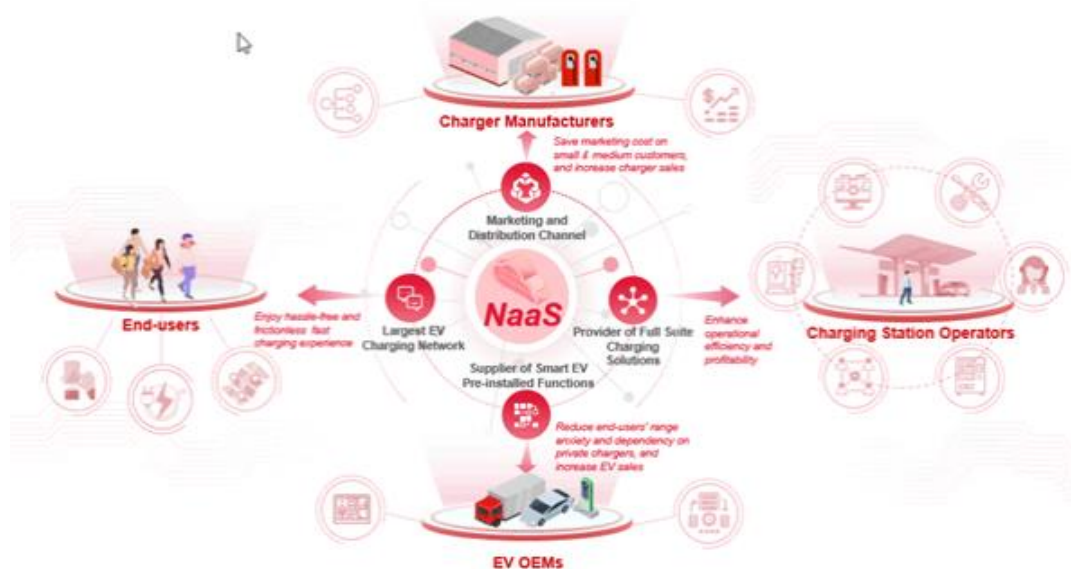 Charger Manufacturers
Save marketing cost on
small & medium customers,
and increase charger sales
Marketing and
Distribution Channel
End-users
Enjoy hassle-free and
frictionless fast
charging experience
Largest EV
Charging Network
NaaS
Provider of Full Suite
Charging
Solutions
Enhance
operational
efficiency and
profitability
Charging Station Operators
Supplier of Smart EV
Pre-installed Functions
Reduce end-users' range
anxiety and dependency on
private chargers, and
increase EV sales
EV OEMs